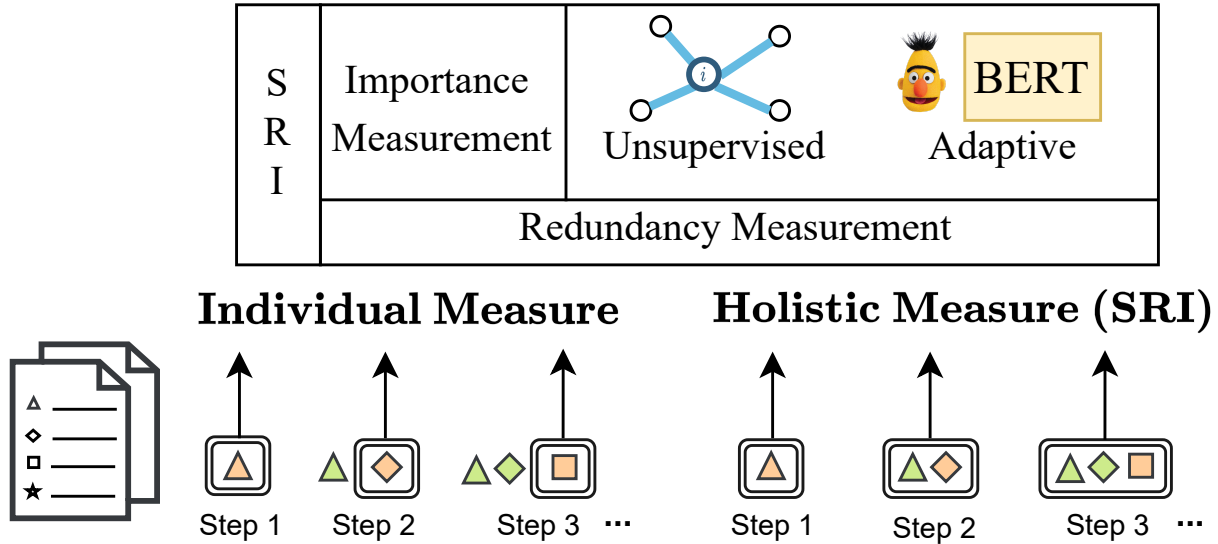 S
R
I
Importance
Measurement
i
Unsupervised
BERT
Adaptive
Redundancy Measurement
Individual Measure
Holistic Measure (SRI)
Step 1
Step 2
Step 3 ...
Step 1
Step 2
Step 3 ...